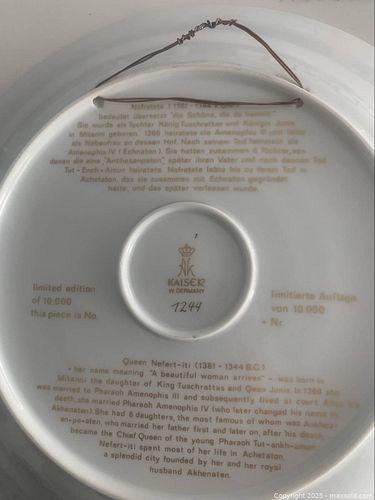 Nofretete (1381 - 1344 v. Chr.)
bedeutet übersetzt "die Schöne, die da kommt"
Sie wurde als Tochter König Tuschrattas und Königin Junis
in Mitanni geboren. 1366 heiratete sie Amenophis III und lebte
als Nebenfrau an dessen Hof. Nach seinem Tod heiratete sie
Amenophis IV (Echnaton). Sie hatten zusammen 6 Töchter, von
denen die eine "Anchesenpaton", später ihren Vater und nach dessen Tod
Tut-Ench-Amun heiratete. Nofretete lebte bis zu ihrem Tod in
Achetaton, das sie zusammen mit Echnaton gegründet
hatte, und das später verlassen wurde.
1
AK
KAISER
W. GERMANY
1244
limited edition
of 10.000
this piece is No.
limitierte Auflage
von 10.000
- Nr.
Queen Nefert-iti (1381 - 1344 B.C.)
- her name meaning "A beautiful woman arrives" - was born in
Mitanni the daughter of King Tuschrattas and Qeen Junis. In 1366 she
was married to Pharaoh Amenophis III and subsequently lived at court. After his
death, she married Pharaoh Amenophis IV (who later changed his name to
Akhenaten). She had 6 daughters, the most famous of whom was
en-pa-aten, who married her father first and later on, after his death,
became the Chief Queen of the young Pharaoh Tut-ankh-amun.
Nefert-iti spent most of her life in Achetaton,
a splendid city founded by her and her royal
husband Akhenaten.
Copyright 2025 - maxsold.com